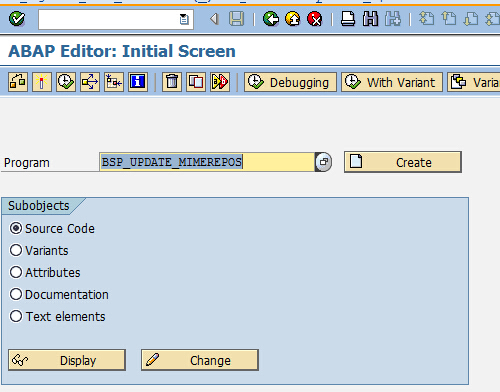 ABAP Editor: Initial Screen
Debugging
With Variant
Varia
Program
BSP_UPDATE_MIMEREPOS
Create
Subobjects
Source Code
Variants
Attributes
Documentation
Text elements
Display
Change